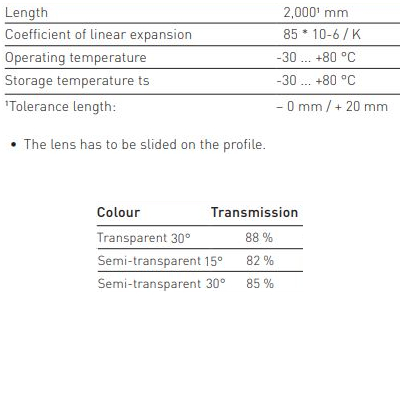 Length 2,000¹ mm
Coefficient of linear expansion 85 * 10-6 / K
Operating temperature -30 ... +80 °C
Storage temperature ts -30 ... +80 °C
¹Tolerance length: – 0 mm / + 20 mm
• The lens has to be slided on the profile.
Colour Transmission
Transparent 30° 88 %
Semi-transparent 15° 82 %
Semi-transparent 30° 85 %